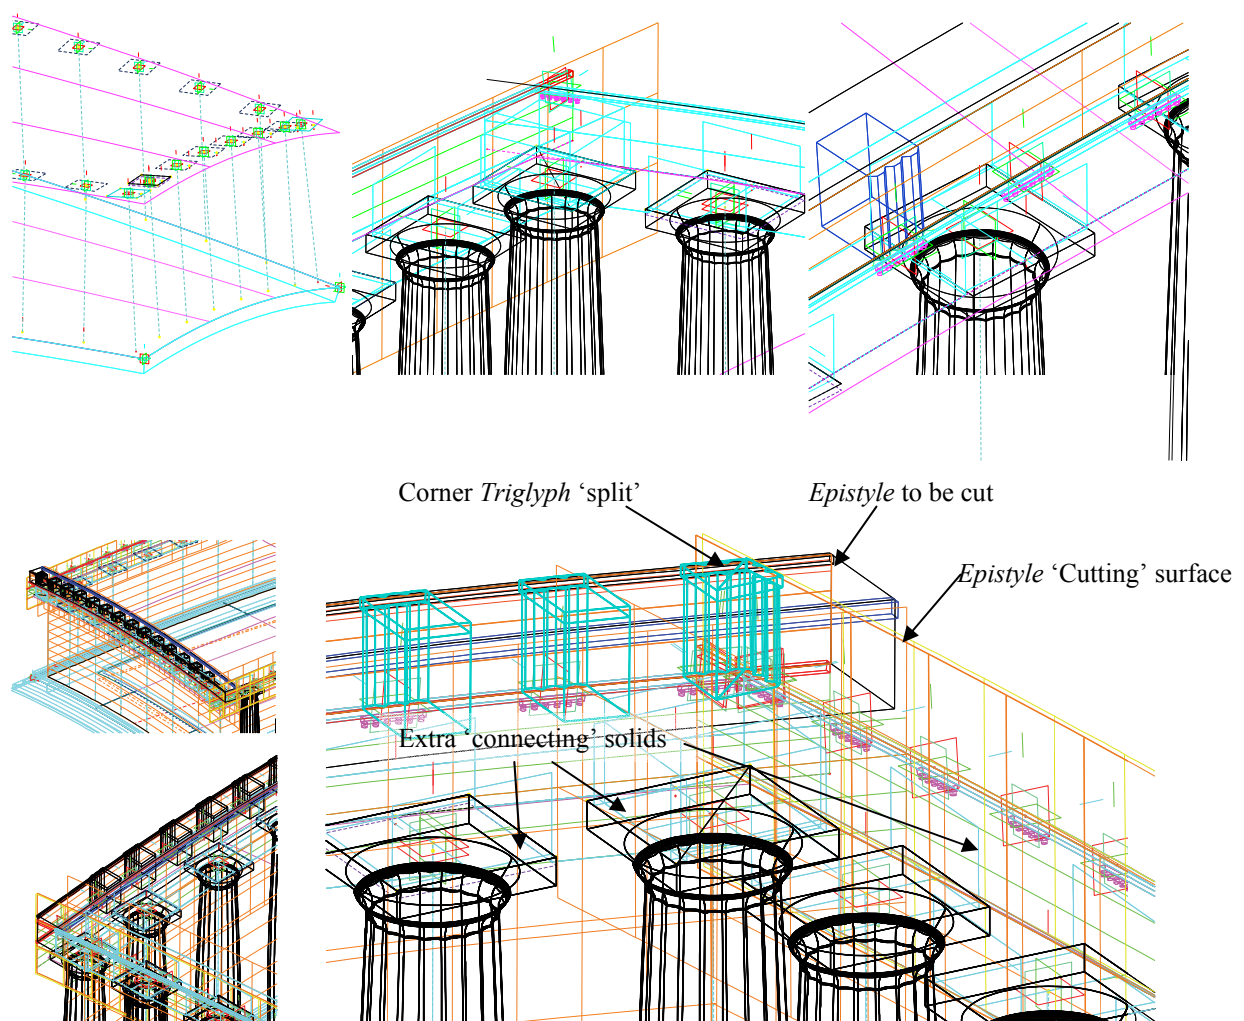 Corner Triglyph ‘split’
Epistyle to be cut
Epistyle ‘Cutting’ surface
Extra ‘connecting’ solids